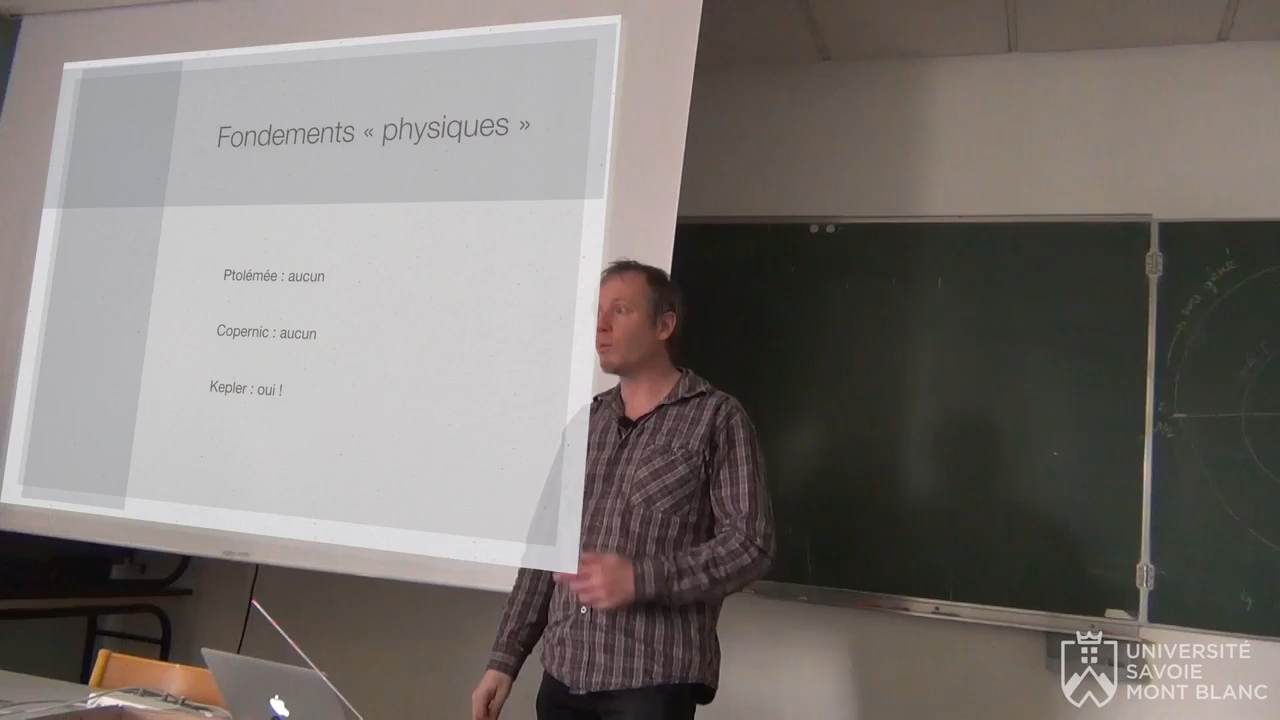 Fondements « physiques »
Ptolémée : aucun
Copernic : aucun
Kepler : oui !
UNIVERSITÉ
SAVOIE
MONT BLANC